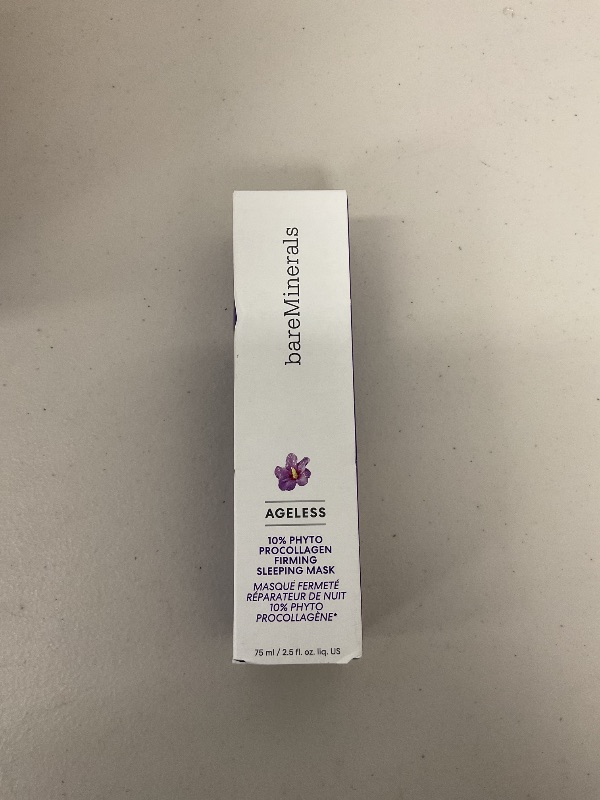 bareMinerals
AGELESS
10% PHYTO
PROCOLLAGEN
FIRMING
SLEEPING MASK
MASQUE FERMETÉ
RÉPARATEUR DE NUIT
10% PHYTO
PROCOLLAGÈNE*
75 ml / 2.5 fl. oz. liq. US